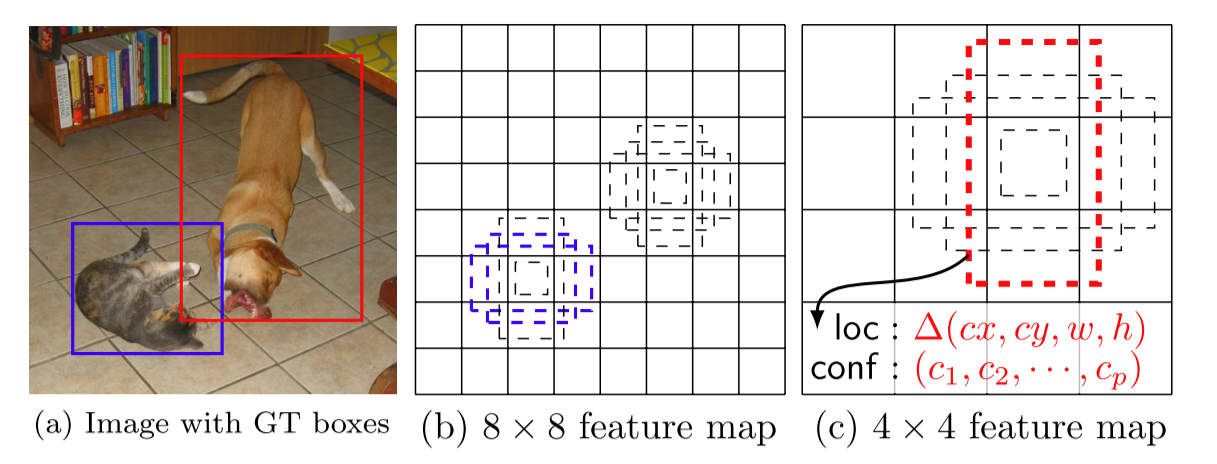 loc : Δ(cx, cy, w, h)
conf : (c₁, c₂, ⋯, cₚ)
(a) Image with GT boxes
(b) 8 × 8 feature map
(c) 4 × 4 feature map